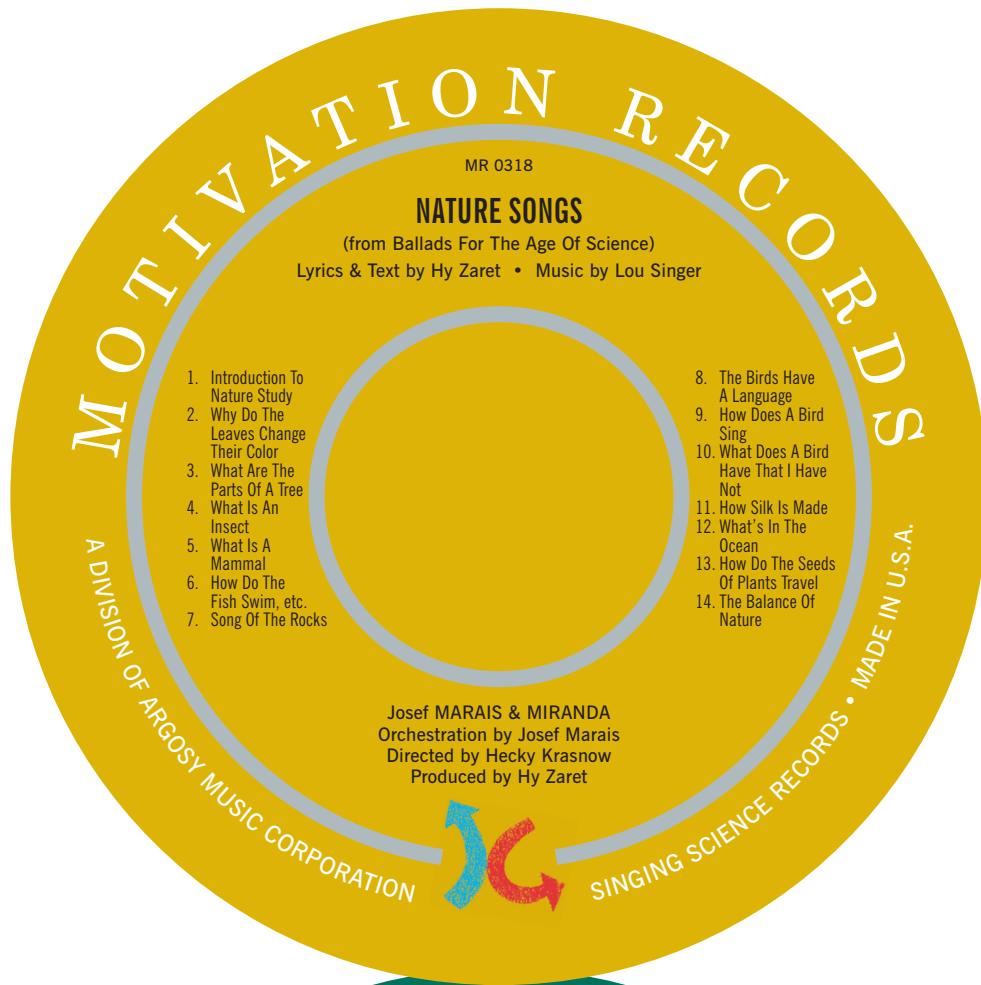 MOTIVATION RECORDS
MR 0318
NATURE SONGS
(from Ballads For The Age Of Science)
Lyrics & Text by Hy Zaret • Music by Lou Singer
1. Introduction To
Nature Study
2. Why Do The
Leaves Change
Their Color
3. What Are The
Parts Of A Tree
4. What Is An
Insect
5. What Is A
Mammal
6. How Do The
Fish Swim, etc.
7. Song Of The Rocks
8. The Birds Have
A Language
9. How Does A Bird
Sing
10. What Does A Bird
Have That I Have
Not
11. How Silk Is Made
12. What's In The
Ocean
13. How Do The Seeds
Of Plants Travel
14. The Balance Of
Nature
Josef MARAIS & MIRANDA
Orchestration by Josef Marais
Directed by Hecky Krasnow
Produced by Hy Zaret
A DIVISION OF ARGOSY MUSIC CORPORATION
SINGING SCIENCE RECORDS • MADE IN U.S.A.